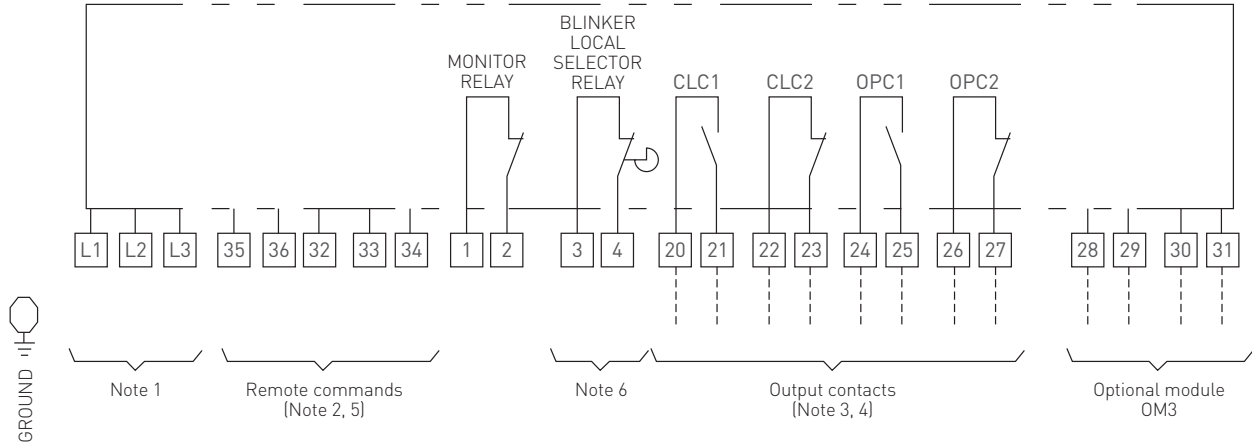 BLINKER
LOCAL
SELECTOR
RELAY
MONITOR
RELAY
CLC1
CLC2
OPC1
OPC2
L1 L2 L3 35 36 32 33 34 1 2 3 4 20 21 22 23 24 25 26 27 28 29 30 31
GROUND
Note 1
Remote commands
(Note 2, 5)
Note 6
Output contacts
(Note 3, 4)
Optional module
OM3